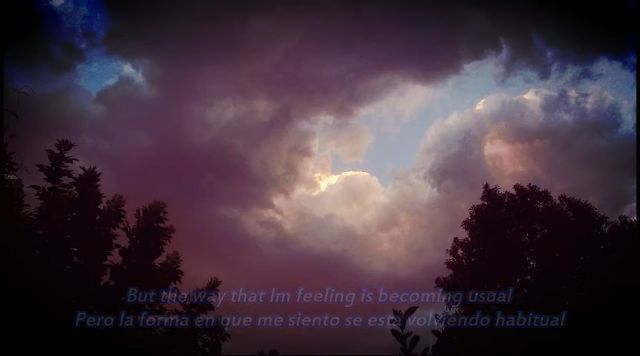 But the way that Im feeling is becoming usual
Pero la forma en que me siento se está volviendo habitual